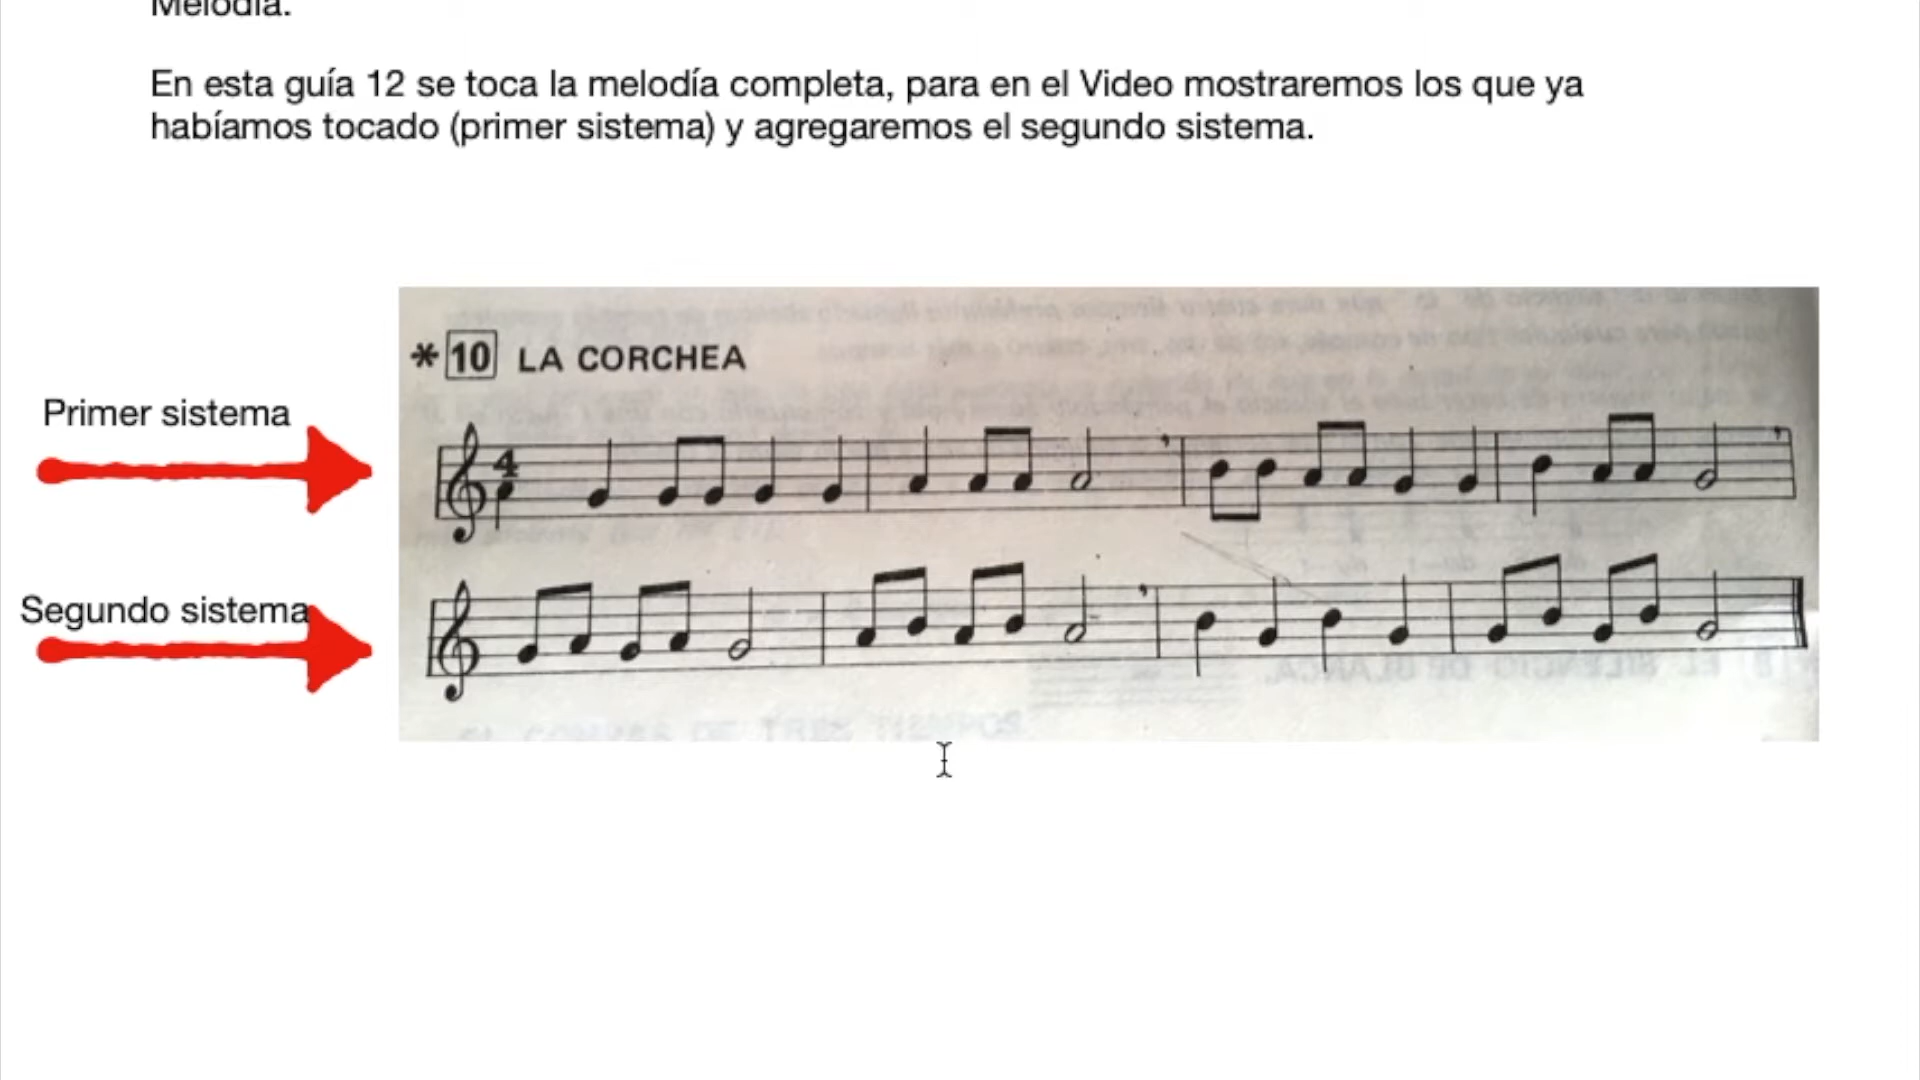 Melodía.
En esta guía 12 se toca la melodía completa, para en el Video mostraremos los que ya
habíamos tocado (primer sistema) y agregaremos el segundo sistema.
*10 LA CORCHEA
Primer sistema
4
Segundo sistema